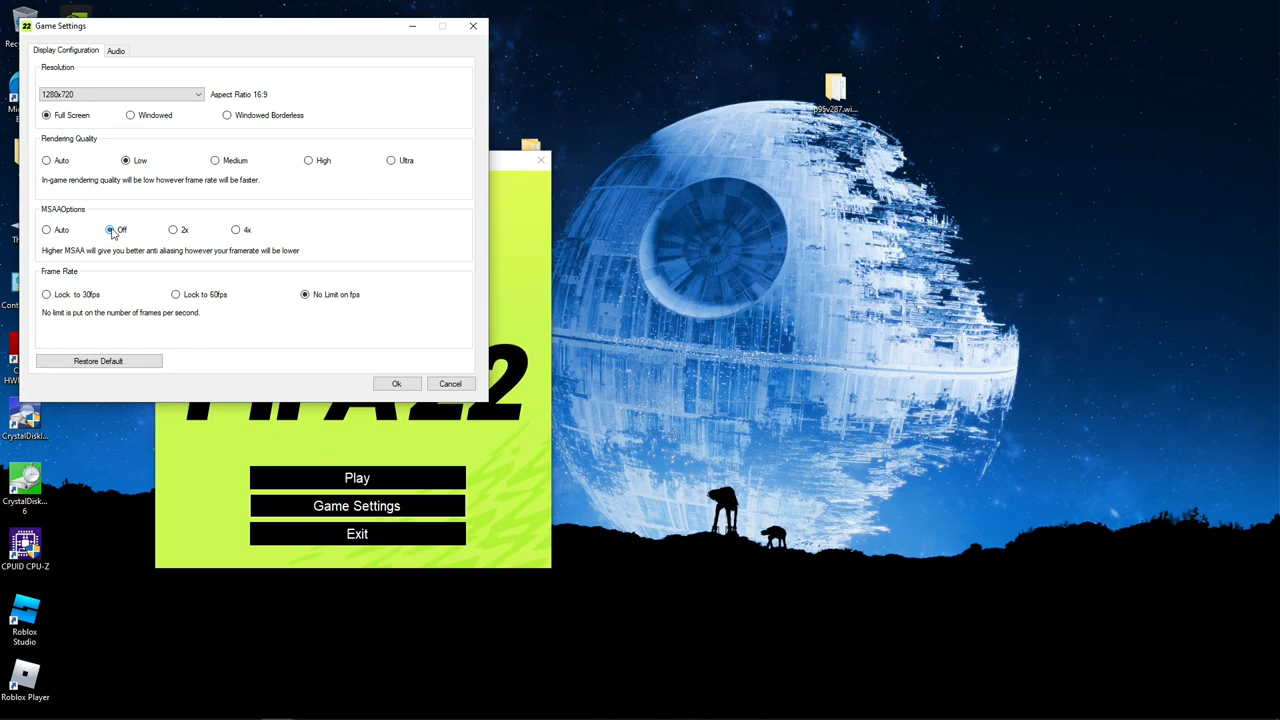 22 Game Settings
Display Configuration Audio
Resolution
1280x720 Aspect Ratio 16:9
Full Screen Windowed Windowed Borderless
Rendering Quality
Auto Low Medium High Ultra
In-game rendering quality will be low however frame rate will be faster.
MSAAOptions
Auto Off 2x 4x
Higher MSAA will give you better anti aliasing however your framerate will be lower
Frame Rate
Lock to 30fps Lock to 60fps No Limit on fps
No limit is put on the number of frames per second.
Restore Default
Ok Cancel
FIFA22
Play
Game Settings
Exit
p95v287.wi...
CrystalDiskI...
CrystalDisk...
6
CPUID CPU-Z
Roblox
Studio
Roblox Player